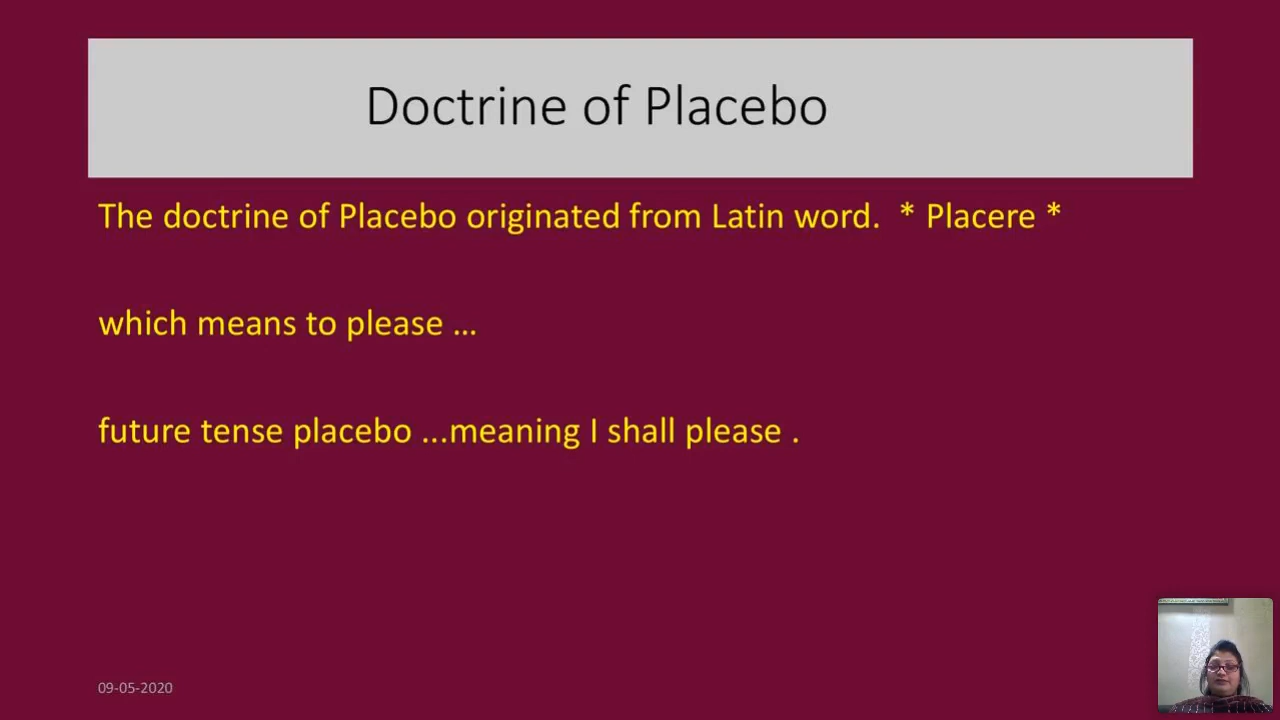 Doctrine of Placebo
The doctrine of Placebo originated from Latin word. * Placere *
which means to please ...
future tense placebo ...meaning I shall please .
09-05-2020